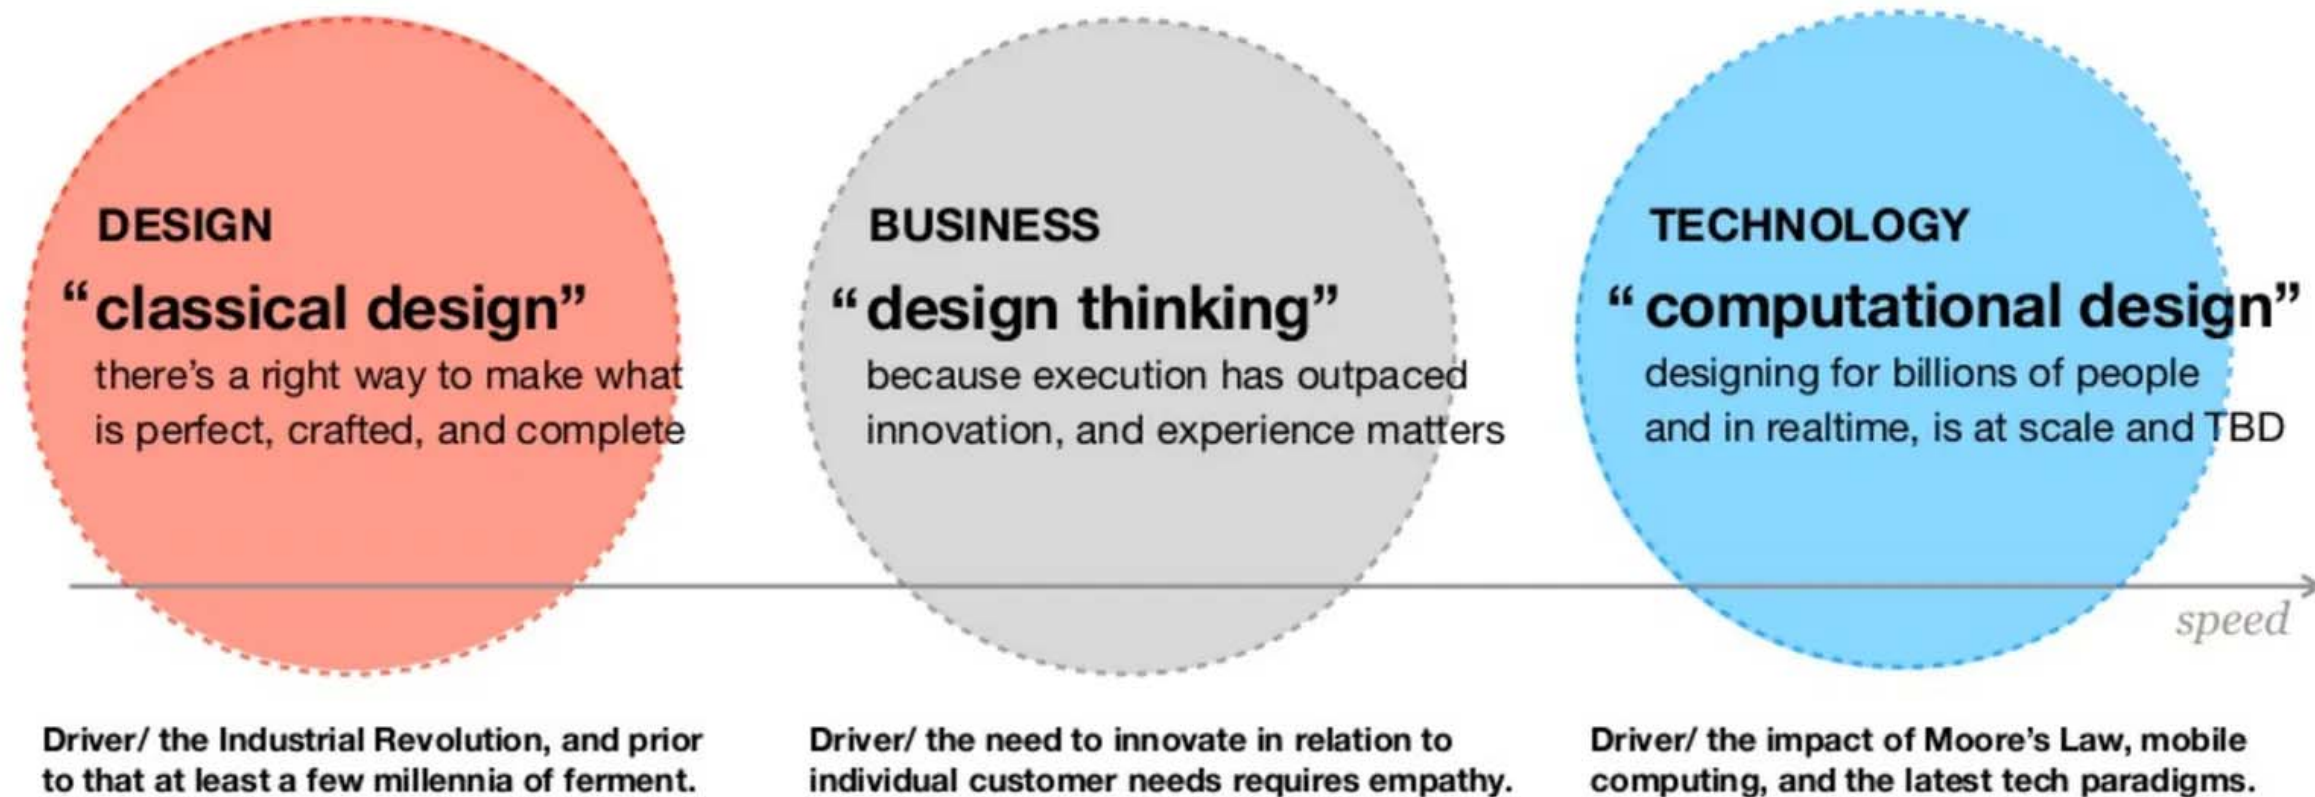 DESIGN
“classical design”
there’s a right way to make what
is perfect, crafted, and complete
BUSINESS
“design thinking”
because execution has outpaced
innovation, and experience matters
TECHNOLOGY
“computational design”
designing for billions of people
and in realtime, is at scale and TBD
speed
Driver/ the Industrial Revolution, and prior
to that at least a few millennia of ferment.
Driver/ the need to innovate in relation to
individual customer needs requires empathy.
Driver/ the impact of Moore’s Law, mobile
computing, and the latest tech paradigms.